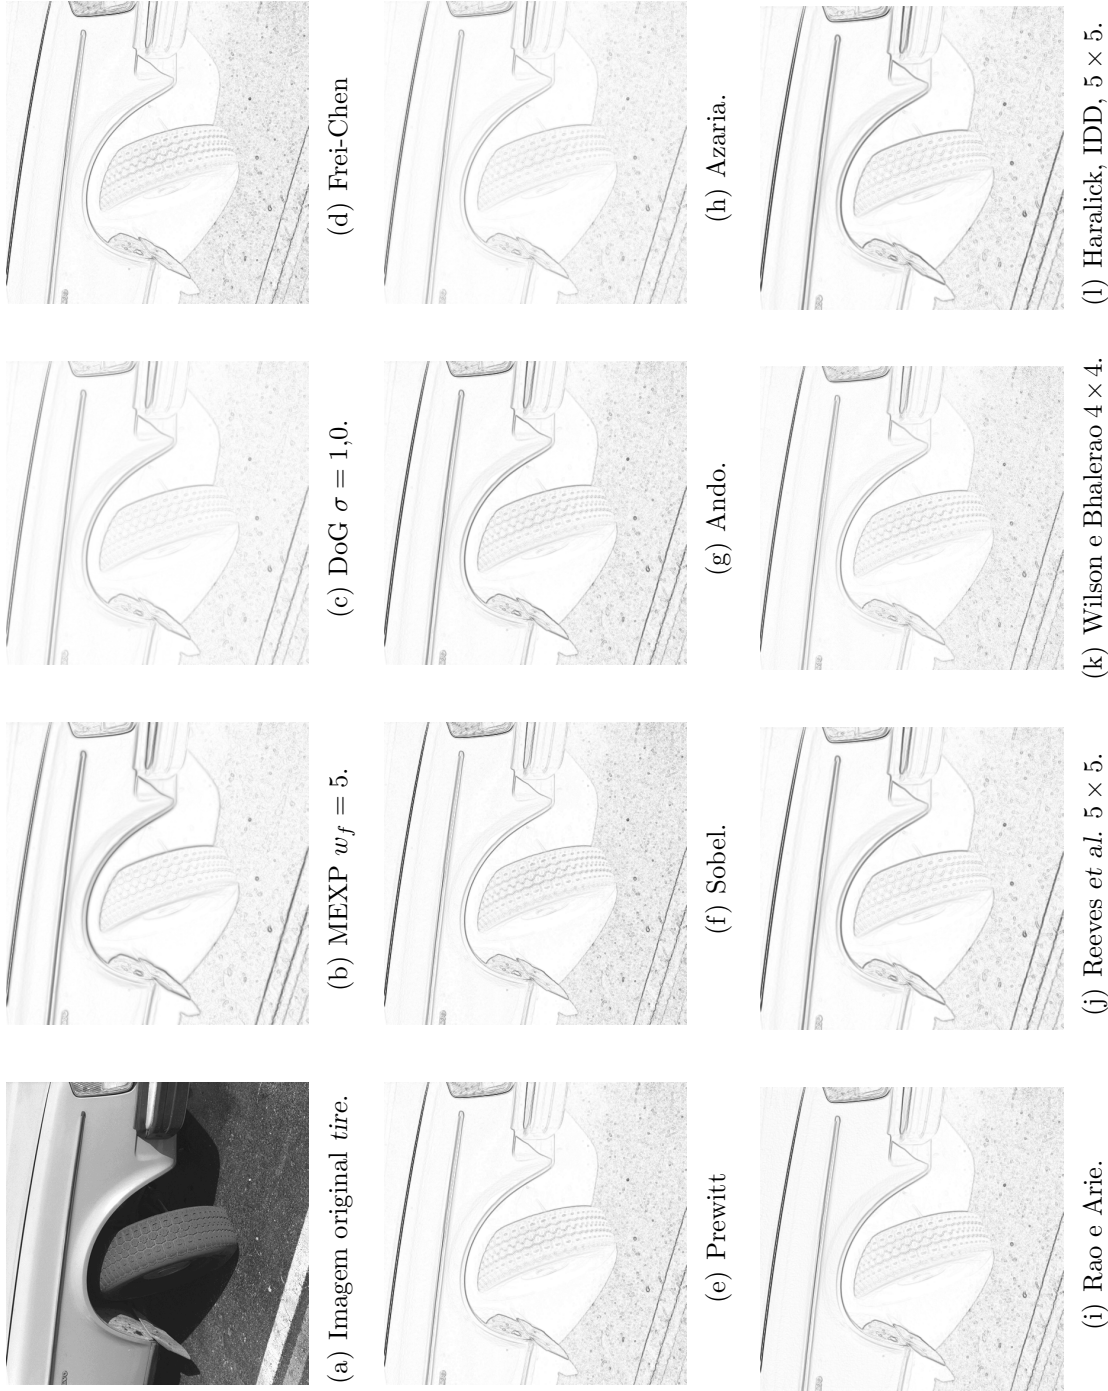 (a) Imagem original tire.
(b) MEXP w_f = 5.
(c) DoG σ = 1,0.
(d) Frei-Chen
(e) Prewitt
(f) Sobel.
(g) Ando.
(h) Azaria.
(i) Rao e Arie.
(j) Reeves et al. 5 × 5.
(k) Wilson e Bhalerao 4 × 4.
(l) Haralick, IDD, 5 × 5.